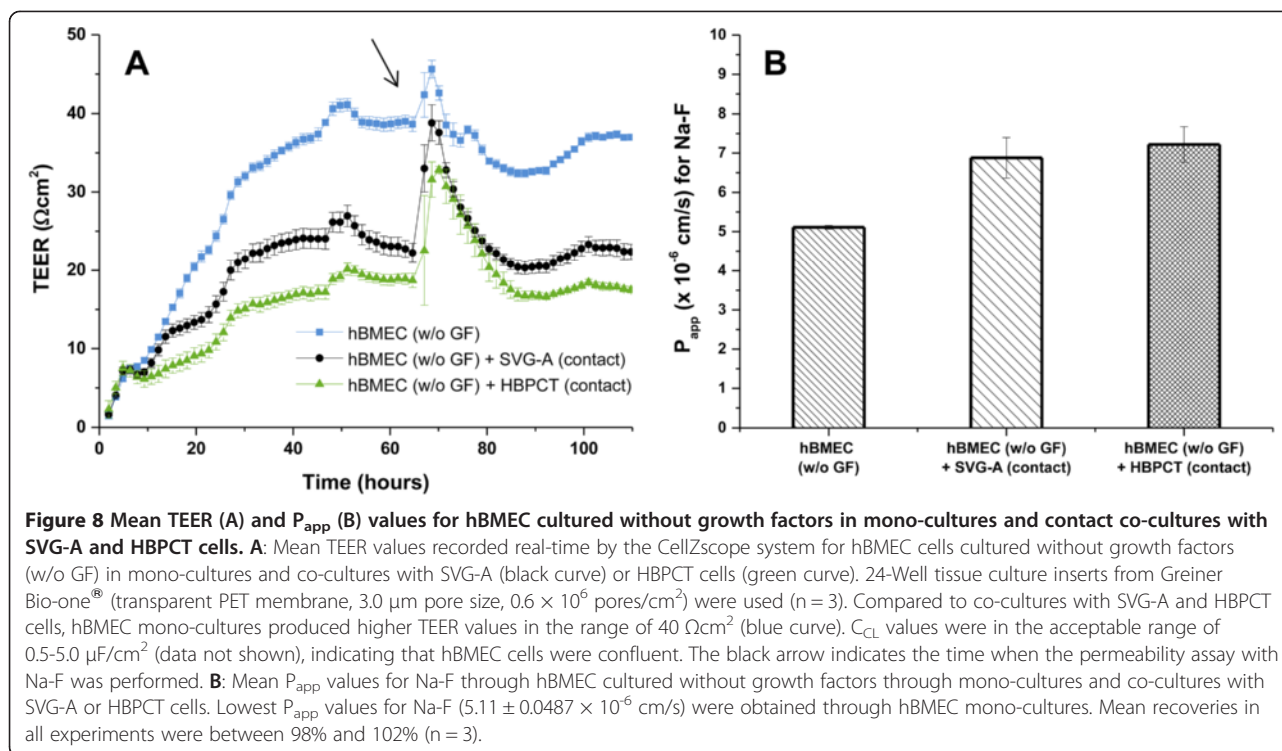 A
TEER (Ωcm²)
50
40
30
20
10
0
hBMEC (w/o GF)
hBMEC (w/o GF) + SVG-A (contact)
hBMEC (w/o GF) + HBPCT (contact)
0 20 40 60 80 100
Time (hours)
B
P_app (x 10⁻⁶ cm/s) for Na-F
10
9
8
7
6
5
4
3
2
1
0
hBMEC
(w/o GF)
hBMEC (w/o GF)
+ SVG-A (contact)
hBMEC (w/o GF)
+ HBPCT (contact)
Figure 8 Mean TEER (A) and P_app (B) values for hBMEC cultured without growth factors in mono-cultures and contact co-cultures with
SVG-A and HBPCT cells. A: Mean TEER values recorded real-time by the CellZscope system for hBMEC cells cultured without growth factors
(w/o GF) in mono-cultures and co-cultures with SVG-A (black curve) or HBPCT cells (green curve). 24-Well tissue culture inserts from Greiner
Bio-one® (transparent PET membrane, 3.0 μm pore size, 0.6 × 10⁶ pores/cm²) were used (n = 3). Compared to co-cultures with SVG-A and HBPCT
cells, hBMEC mono-cultures produced higher TEER values in the range of 40 Ωcm² (blue curve). C_CL values were in the acceptable range of
0.5-5.0 μF/cm² (data not shown), indicating that hBMEC cells were confluent. The black arrow indicates the time when the permeability assay with
Na-F was performed. B: Mean P_app values for Na-F through hBMEC cultured without growth factors through mono-cultures and co-cultures with
SVG-A or HBPCT cells. Lowest P_app values for Na-F (5.11 ± 0.0487 × 10⁻⁶ cm/s) were obtained through hBMEC mono-cultures. Mean recoveries in
all experiments were between 98% and 102% (n = 3).